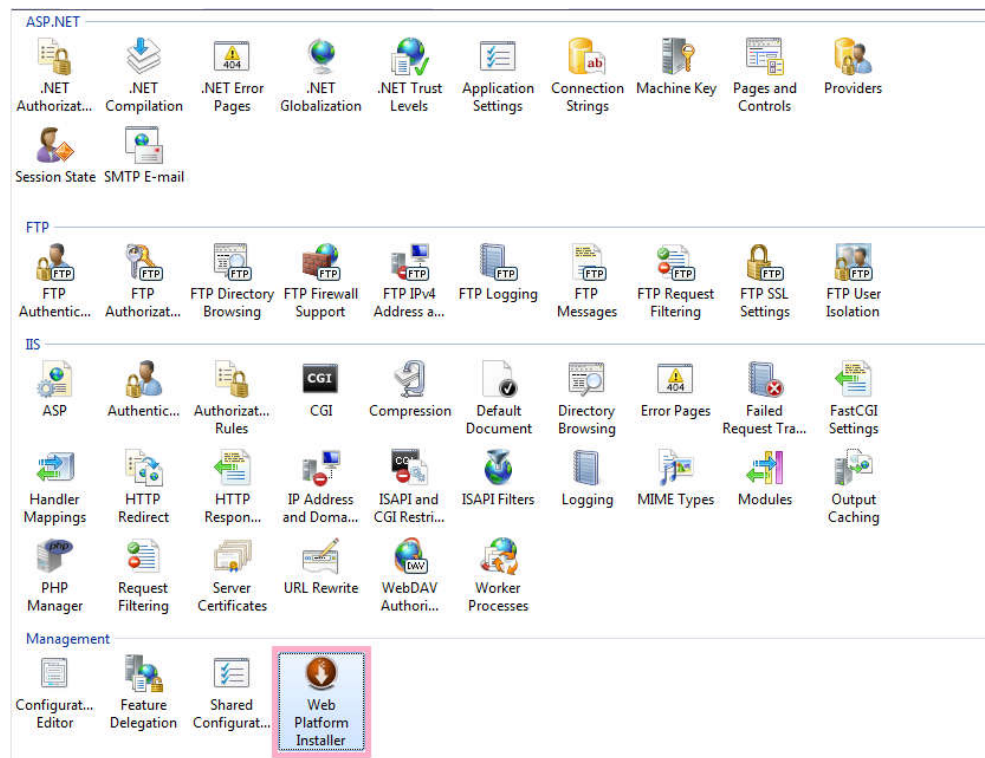 ASP.NET
.NET Authorizat... .NET Compilation .NET Error Pages .NET Globalization .NET Trust Levels Application Settings Connection Strings Machine Key Pages and Controls Providers
Session State SMTP E-mail
FTP
FTP Authentic... FTP Authorizat... FTP Directory Browsing FTP Firewall Support FTP IPv4 Address a... FTP Logging FTP Messages FTP Request Filtering FTP SSL Settings FTP User Isolation
IIS
ASP Authentic... Authorizat... Rules CGI Compression Default Document Directory Browsing Error Pages Failed Request Tra... FastCGI Settings
Handler Mappings HTTP Redirect HTTP Respon... IP Address and Doma... ISAPI and CGI Restri... ISAPI Filters Logging MIME Types Modules Output Caching
PHP Manager Request Filtering Server Certificates URL Rewrite WebDAV Authori... Worker Processes
Management
Configurat... Editor Feature Delegation Shared Configurat... Web Platform Installer